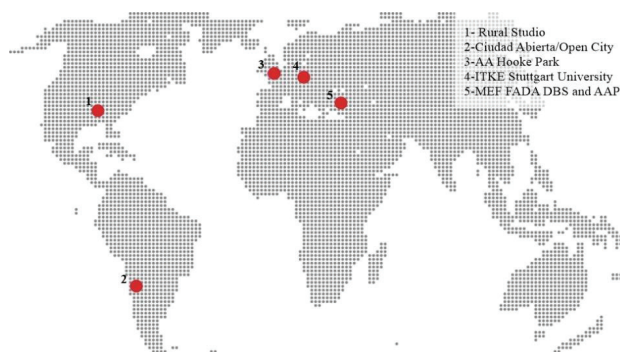 1- Rural Studio
2-Ciudad Abierta/Open City
3-AA Hooke Park
4-ITKE Stuttgart University
5-MEF FADA DBS and AAP
3
4
5
1
2